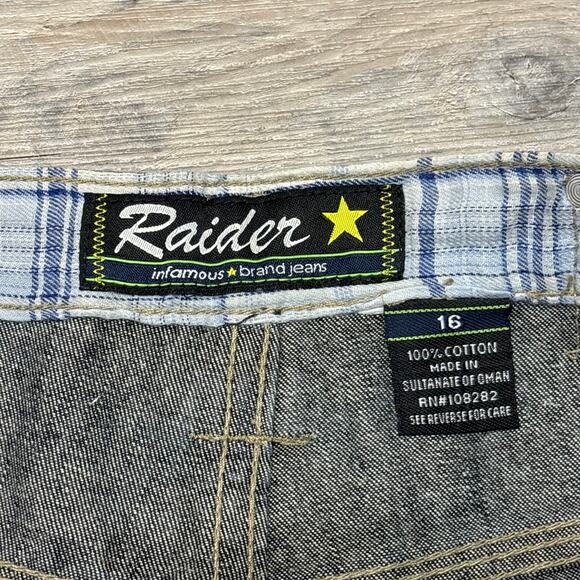 Raider
infamous★brand jeans
16
100% COTTON
MADE IN
SULTANATE OF OMAN
RN#108282
SEE REVERSE FOR CARE